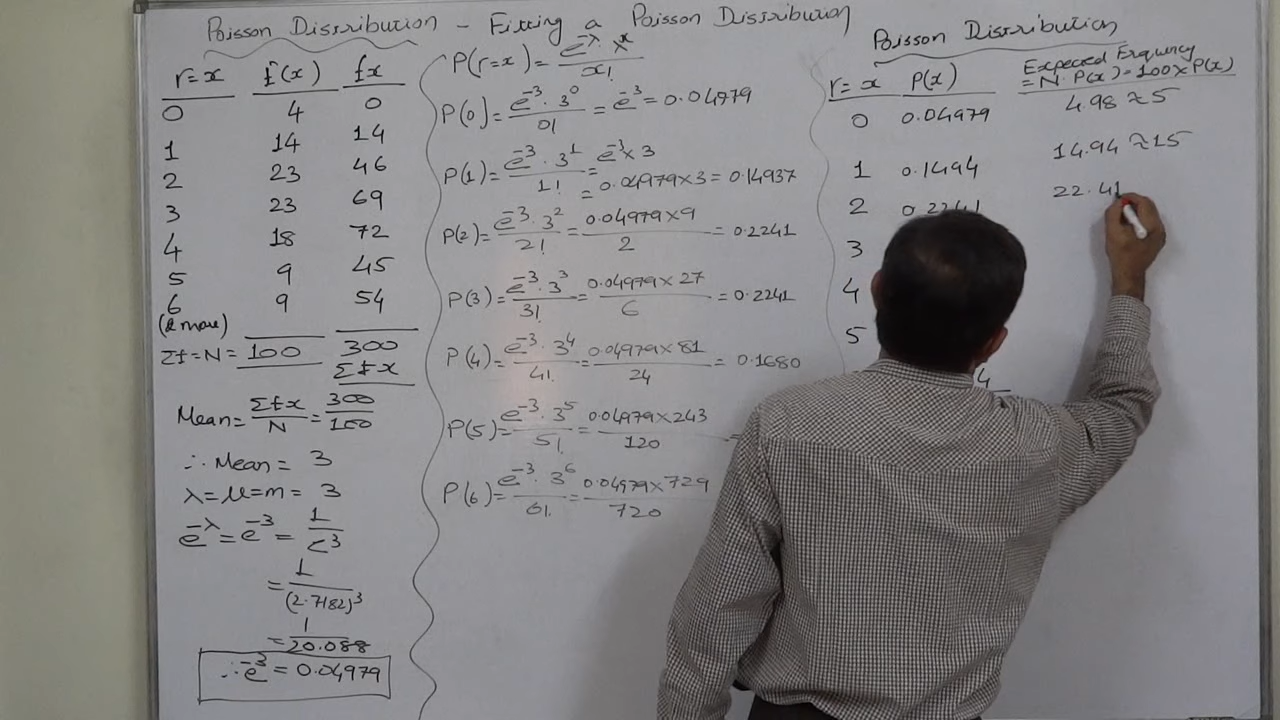 Poisson Distribution - Fitting a Poisson Distribution
r=x f(x) fx
0 4 0
1 14 14
2 23 46
3 23 69
4 18 72
5 9 45
6 9 54
(& more)
Σf=N= 100 300
Σfx
Mean= Σfx/N = 300/100
∴ Mean = 3
λ=μ=m= 3
e^-λ = e^-3 = 1/e^3
= 1/(2.7182)^3
= 1/20.088
∴ e^-3 = 0.04979
P(r=x) = e^-λ λ^x / x!
P(0) = e^-3 · 3^0 / 0! = e^-3 = 0.04979
P(1) = e^-3 · 3^1 / 1! = e^-3 × 3
= 0.04979×3 = 0.14937
P(2) = e^-3 · 3^2 / 2! = 0.04979×9 / 2 = 0.2241
P(3) = e^-3 · 3^3 / 3! = 0.04979×27 / 6 = 0.2241
P(4) = e^-3 · 3^4 / 4! = 0.04979×81 / 24 = 0.1680
P(5) = e^-3 · 3^5 / 5! = 0.04979×243 / 120 =
P(6) = e^-3 · 3^6 / 6! = 0.04979×729 / 720
Poisson Distribution
r=x P(x) Expected Frequency
= N·P(x) = 100×P(x)
0 0.04979 4.98 ≈ 5
1 0.1494 14.94 ≈ 15
2 0.2241 22.41
3
4
5
4